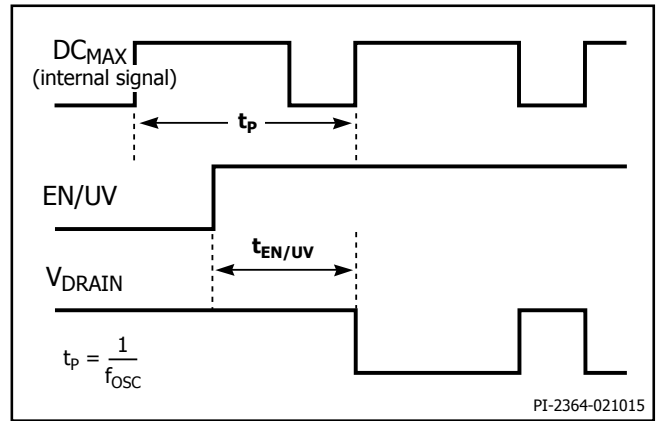 DCMAX
(internal signal)
tP
EN/UV
tEN/UV
VDRAIN
tP = 1/fOSC
PI-2364-021015